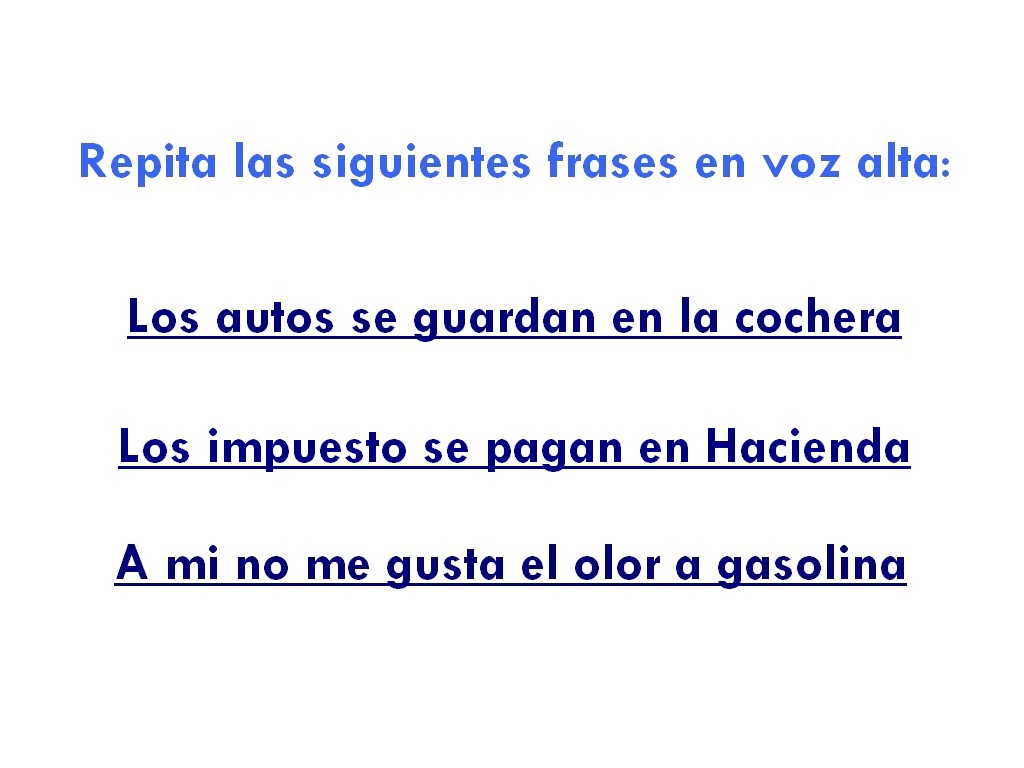 Repita las siguientes frases en voz alta:
Los autos se guardan en la cochera
Los impuesto se pagan en Hacienda
A mi no me gusta el olor a gasolina